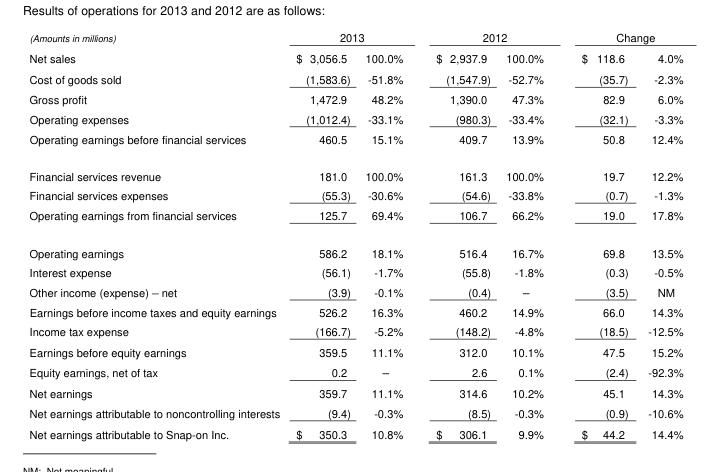 Results of operations for 2013 and 2012 are as follows:
(Amounts in millions) 2013 2012 Change
Net sales $ 3,056.5 100.0% $ 2,937.9 100.0% $ 118.6 4.0%
Cost of goods sold (1,583.6) -51.8% (1,547.9) -52.7% (35.7) -2.3%
Gross profit 1,472.9 48.2% 1,390.0 47.3% 82.9 6.0%
Operating expenses (1,012.4) -33.1% (980.3) -33.4% (32.1) -3.3%
Operating earnings before financial services 460.5 15.1% 409.7 13.9% 50.8 12.4%
Financial services revenue 181.0 100.0% 161.3 100.0% 19.7 12.2%
Financial services expenses (55.3) -30.6% (54.6) -33.8% (0.7) -1.3%
Operating earnings from financial services 125.7 69.4% 106.7 66.2% 19.0 17.8%
Operating earnings 586.2 18.1% 516.4 16.7% 69.8 13.5%
Interest expense (56.1) -1.7% (55.8) -1.8% (0.3) -0.5%
Other income (expense) – net (3.9) -0.1% (0.4) – (3.5) NM
Earnings before income taxes and equity earnings 526.2 16.3% 460.2 14.9% 66.0 14.3%
Income tax expense (166.7) -5.2% (148.2) -4.8% (18.5) -12.5%
Earnings before equity earnings 359.5 11.1% 312.0 10.1% 47.5 15.2%
Equity earnings, net of tax 0.2 – 2.6 0.1% (2.4) -92.3%
Net earnings 359.7 11.1% 314.6 10.2% 45.1 14.3%
Net earnings attributable to noncontrolling interests (9.4) -0.3% (8.5) -0.3% (0.9) -10.6%
Net earnings attributable to Snap-on Inc. $ 350.3 10.8% $ 306.1 9.9% $ 44.2 14.4%
NM: Not meaningful